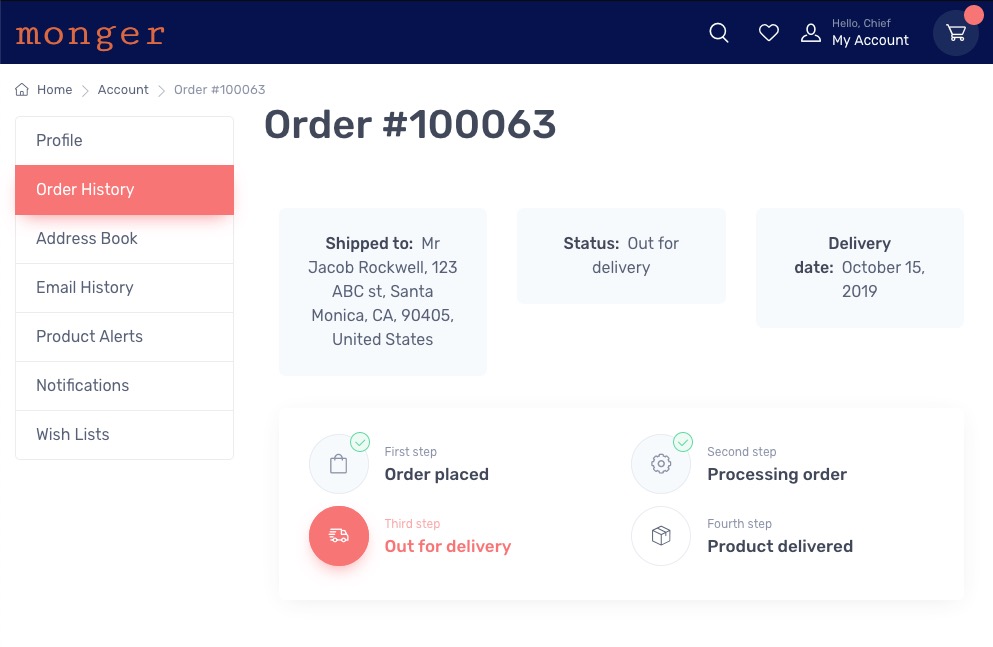 monger
Hello, Chief
My Account
Home
Account
Order #100063
Order #100063
Profile
Order History
Address Book
Email History
Product Alerts
Notifications
Wish Lists
Shipped to: Mr
Jacob Rockwell, 123
ABC st, Santa
Monica, CA, 90405,
United States
Status: Out for
delivery
Delivery
date: October 15,
2019
First step
Order placed
Second step
Processing order
Third step
Out for delivery
Fourth step
Product delivered